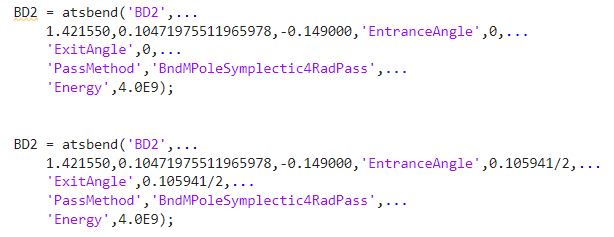 BD2 = atsbend('BD2',...
1.421550,0.10471975511965978,-0.149000,'EntranceAngle',0,...
'ExitAngle',0,...
'PassMethod','BndMPoleSymplectic4RadPass',...
'Energy',4.0E9);
BD2 = atsbend('BD2',...
1.421550,0.10471975511965978,-0.149000,'EntranceAngle',0.105941/2,...
'ExitAngle',0.105941/2,...
'PassMethod','BndMPoleSymplectic4RadPass',...
'Energy',4.0E9);